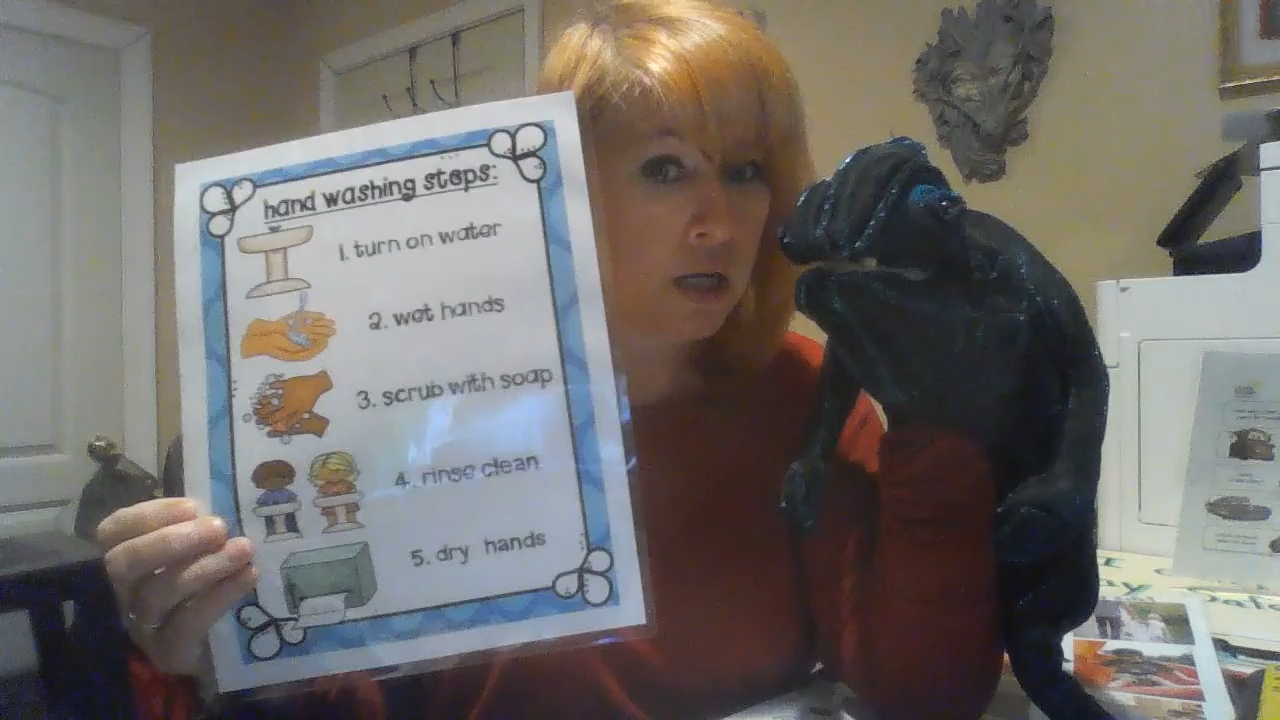 hand washing steps:
1. turn on water
2. wet hands
3. scrub with soap
4. rinse clean
5. dry hands